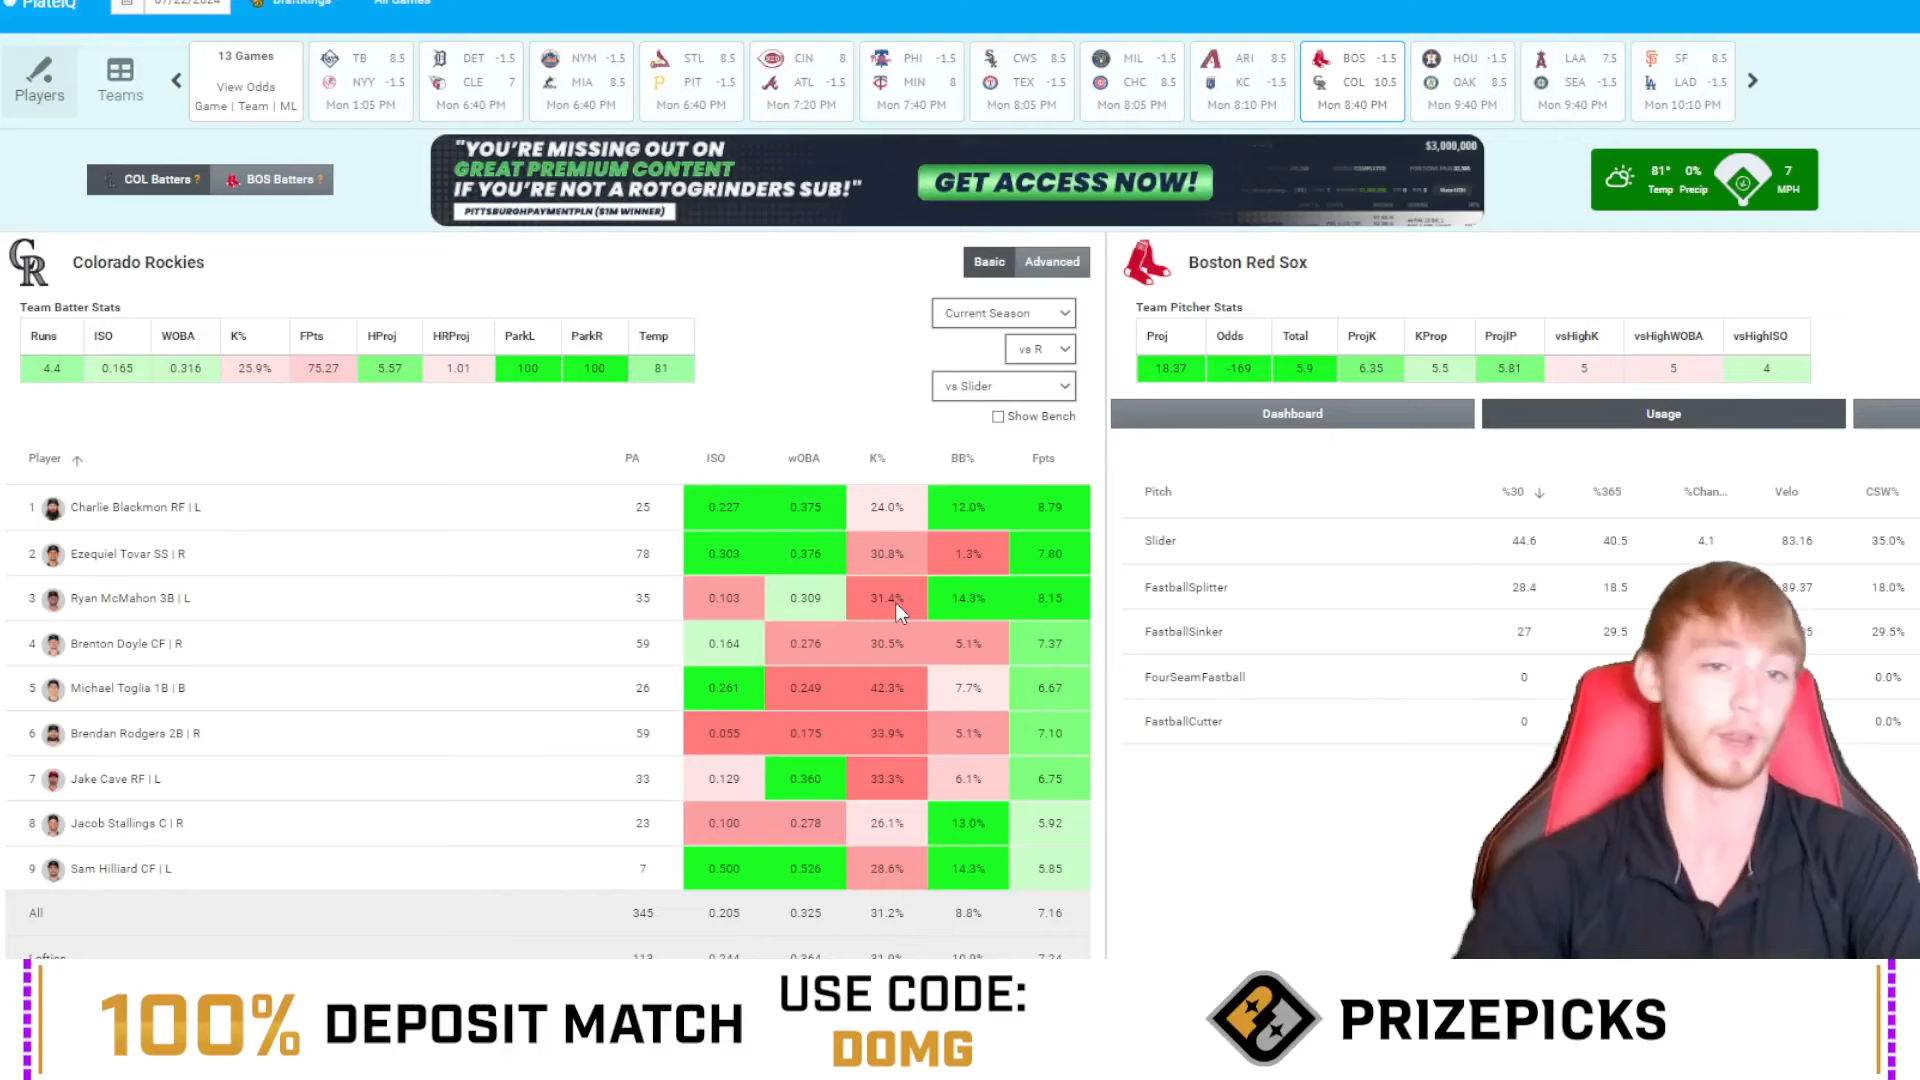 PlateIQ
07/22/2024
DraftKings
All Games
Players
Teams
13 Games
View Odds
Game | Team | ML
TB 8.5
NYY -1.5
Mon 1:05 PM
DET -1.5
CLE 7
Mon 6:40 PM
NYM -1.5
MIA 8.5
Mon 6:40 PM
STL 8.5
PIT -1.5
Mon 6:40 PM
CIN 8
ATL -1.5
Mon 7:20 PM
PHI -1.5
MIN 8
Mon 7:40 PM
CWS 8.5
TEX -1.5
Mon 8:05 PM
MIL -1.5
CHC 8.5
Mon 8:05 PM
ARI 8.5
KC -1.5
Mon 8:10 PM
BOS -1.5
COL 10.5
Mon 8:40 PM
HOU -1.5
OAK 8.5
Mon 9:40 PM
LAA 7.5
SEA -1.5
Mon 9:40 PM
SF 8.5
LAD -1.5
Mon 10:10 PM
COL Batters ?
BOS Batters ?
"YOU'RE MISSING OUT ON
GREAT PREMIUM CONTENT
IF YOU'RE NOT A ROTOGRINDERS SUB!"
PITTSBURGHPAYMENTPLN ($1M WINNER)
GET ACCESS NOW!
$3,000,000
81° 0% 7
Temp Precip MPH
Colorado Rockies
Basic Advanced
Team Batter Stats
Runs ISO WOBA K% FPts HProj HRProj ParkL ParkR Temp
4.4 0.165 0.316 25.9% 75.27 5.57 1.01 100 100 81
Current Season
vs R
vs Slider
Show Bench
Player PA ISO wOBA K% BB% Fpts
1 Charlie Blackmon RF | L 25 0.227 0.375 24.0% 12.0% 8.79
2 Ezequiel Tovar SS | R 78 0.303 0.376 30.8% 1.3% 7.80
3 Ryan McMahon 3B | L 35 0.103 0.309 31.4% 14.3% 8.15
4 Brenton Doyle CF | R 59 0.164 0.276 30.5% 5.1% 7.37
5 Michael Toglia 1B | B 26 0.261 0.249 42.3% 7.7% 6.67
6 Brendan Rodgers 2B | R 59 0.055 0.175 33.9% 5.1% 7.10
7 Jake Cave RF | L 33 0.129 0.360 33.3% 6.1% 6.75
8 Jacob Stallings C | R 23 0.100 0.278 26.1% 13.0% 5.92
9 Sam Hilliard CF | L 7 0.500 0.526 28.6% 14.3% 5.85
All 345 0.205 0.325 31.2% 8.8% 7.16
Lefties 113 0.244 0.364 31.9% 10.9% 7.24
Boston Red Sox
Team Pitcher Stats
Proj Odds Total ProjK KProp ProjIP vsHighK vsHighWOBA vsHighISO
18.37 -169 5.9 6.35 5.5 5.81 5 5 4
Dashboard
Usage
Pitch %30 %365 %Chan... Velo CSW%
Slider 44.6 40.5 4.1 83.16 35.0%
FastballSplitter 28.4 18.5 89.37 18.0%
FastballSinker 27 29.5 29.5%
FourSeamFastball 0 0.0%
FastballCutter 0 0.0%
100% DEPOSIT MATCH
USE CODE:
DOMG
PRIZEPICKS